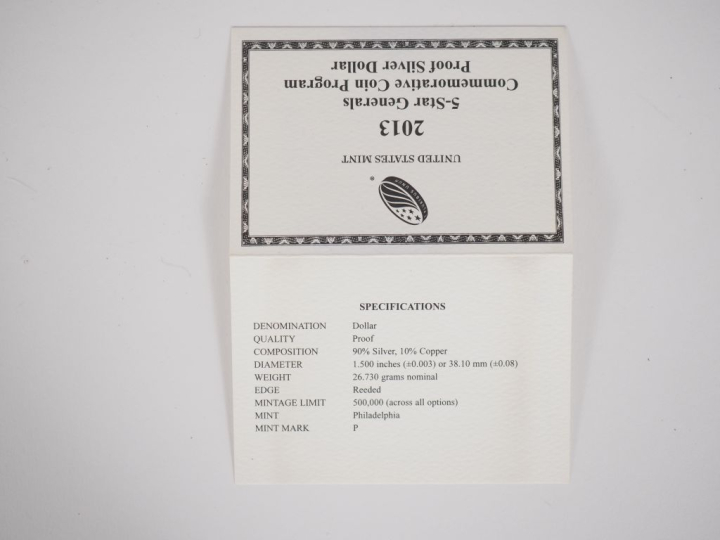 UNITED STATES MINT
2013
5-Star Generals
Commemorative Coin Program
Proof Silver Dollar
SPECIFICATIONS
DENOMINATION Dollar
QUALITY Proof
COMPOSITION 90% Silver, 10% Copper
DIAMETER 1.500 inches (±0.003) or 38.10 mm (±0.08)
WEIGHT 26.730 grams nominal
EDGE Reeded
MINTAGE LIMIT 500,000 (across all options)
MINT Philadelphia
MINT MARK P